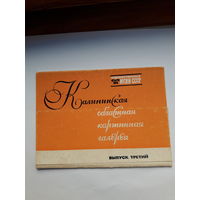 Калининская
областная
картинная
галерея
ВЫПУСК ТРЕТИЙ